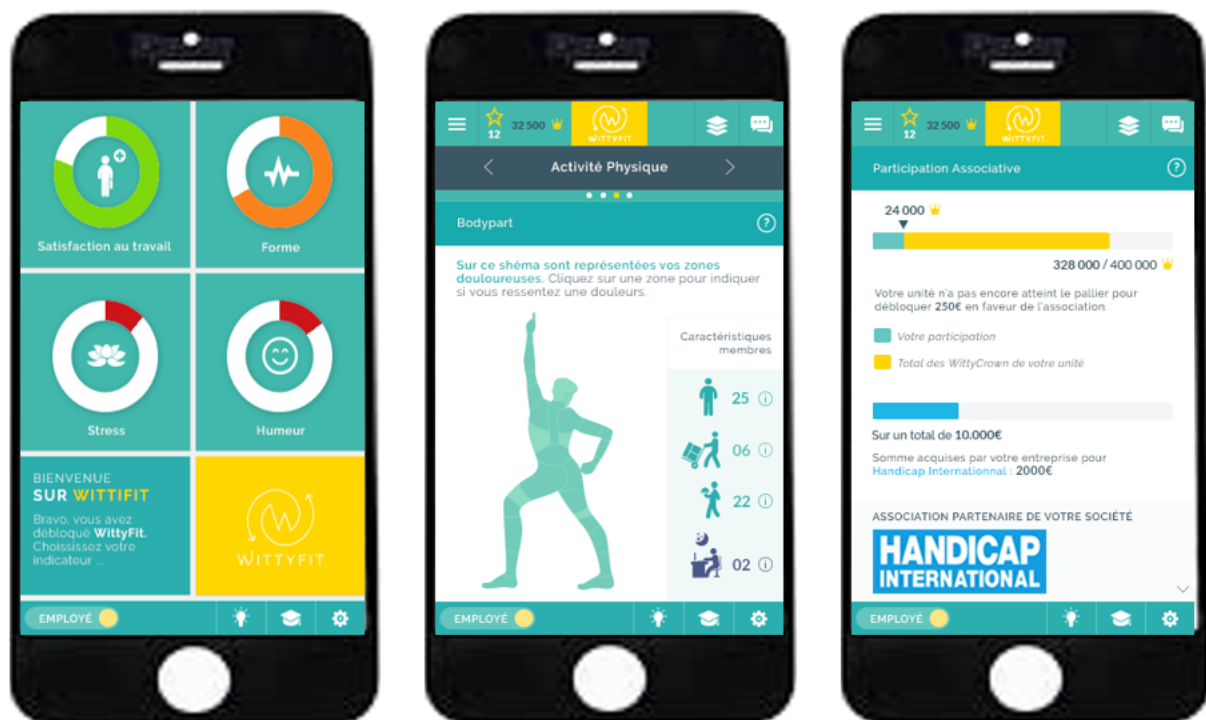 Satisfaction au travail
Forme
Stress
Humeur
BIENVENUE
SUR WITTIFIT
Bravo, vous avez
débloqué WittyFit.
Choississez votre
indicateur ...
WITTYFIT
EMPLOYÉ
12
32 500
WITTYFIT
Activité Physique
Bodypart
?
Sur ce shéma sont représentées vos zones
douloureuses. Cliquez sur une zone pour indiquer
si vous ressentez une douleurs.
Caractéristiques
membres
25
06
22
02
EMPLOYÉ
12
32 500
WITTYFIT
Participation Associative
?
24 000
328 000 / 400 000
Votre unité n'a pas encore atteint le pallier pour
débloquer 250€ en faveur de l'association.
Votre participation
Total des WittyCrown de votre unité
Sur un total de 10.000€
Somme acquises par votre entreprise pour
Handicap Internationnal : 2000€
ASSOCIATION PARTENAIRE DE VOTRE SOCIÉTÉ
HANDICAP
INTERNATIONAL
EMPLOYÉ